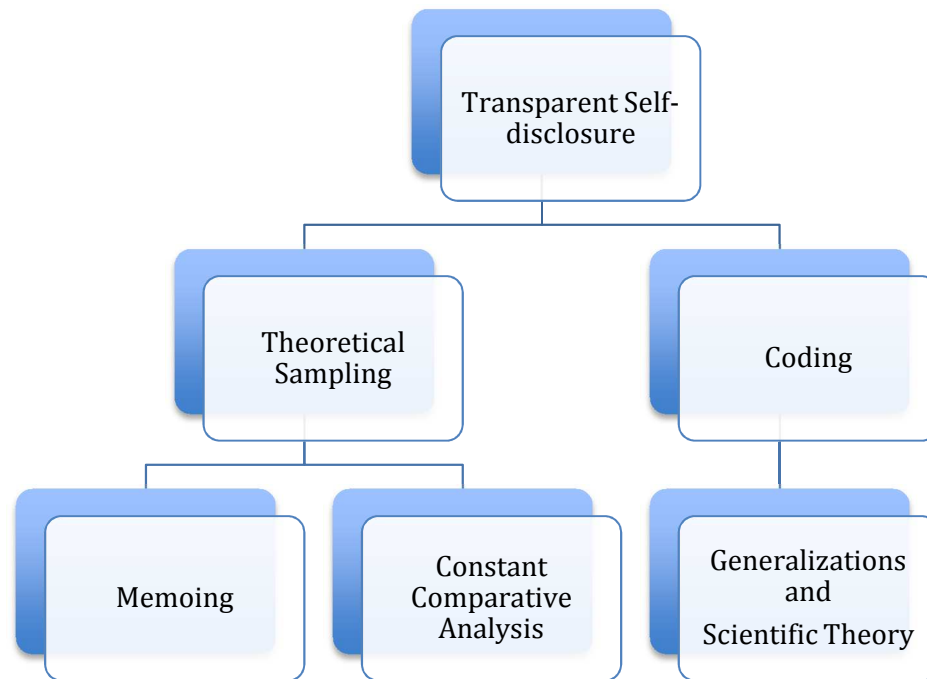 Transparent Self-
disclosure
Theoretical
Sampling
Coding
Memoing
Constant
Comparative
Analysis
Generalizations
and
Scientific Theory